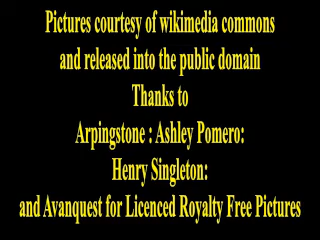 Pictures courtesy of wikimedia commons
and released into the public domain
Thanks to
Arpingstone : Ashley Pomero:
Henry Singleton:
and Avanquest for Licenced Royalty Free Pictures